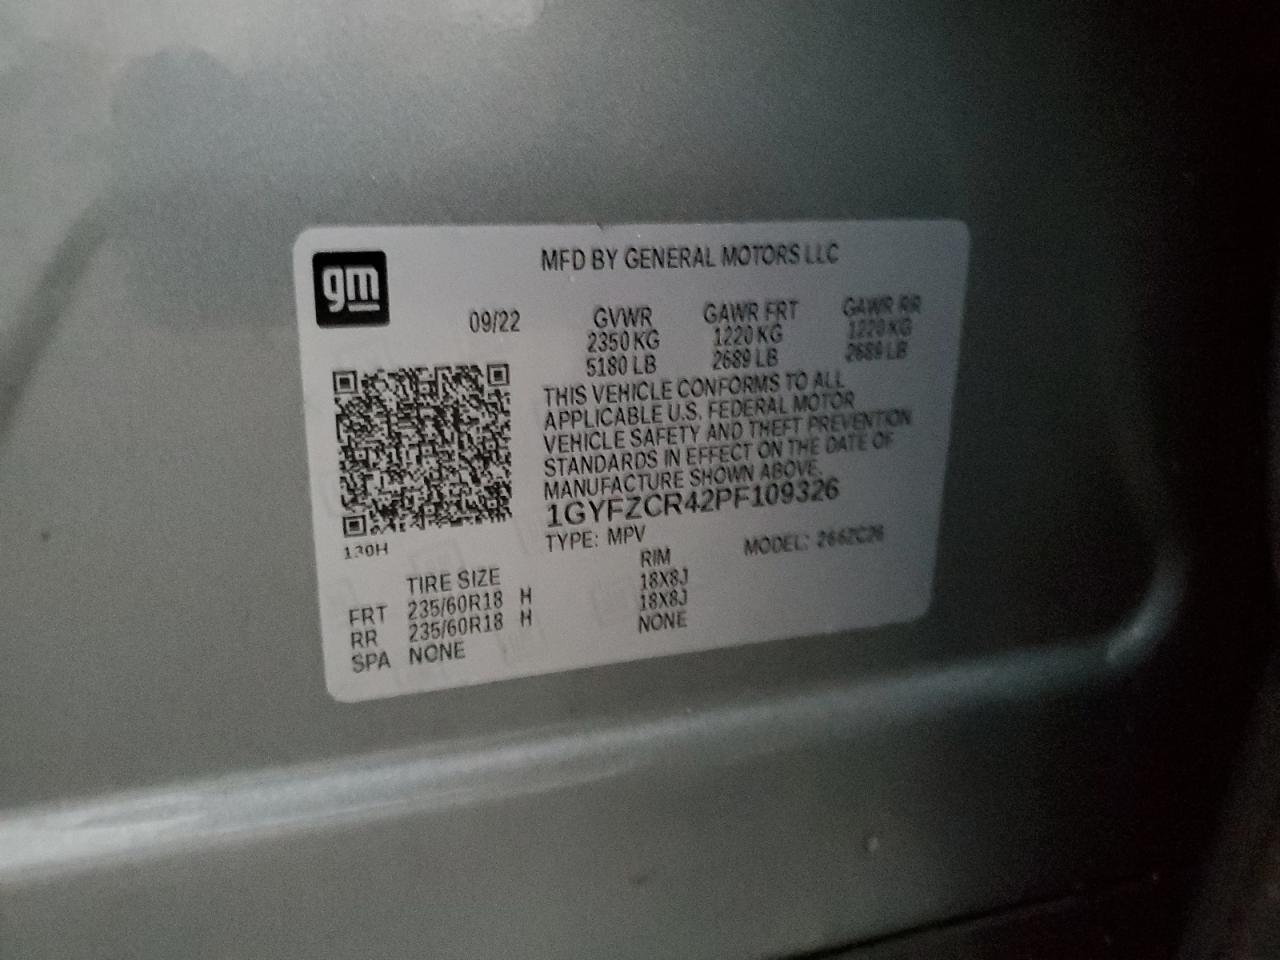 gm
MFD BY GENERAL MOTORS LLC
09/22
GVWR GAWR FRT GAWR RR
2350 KG 1220 KG 1220 KG
5180 LB 2689 LB 2689 LB
THIS VEHICLE CONFORMS TO ALL
APPLICABLE U.S. FEDERAL MOTOR
VEHICLE SAFETY AND THEFT PREVENTION
STANDARDS IN EFFECT ON THE DATE OF
MANUFACTURE SHOWN ABOVE.
1GYFZCR42PF109326
130H
TYPE: MPV MODEL: 2662C26
TIRE SIZE RIM
FRT 235/60R18 H 18X8J
RR 235/60R18 H 18X8J
SPA NONE NONE